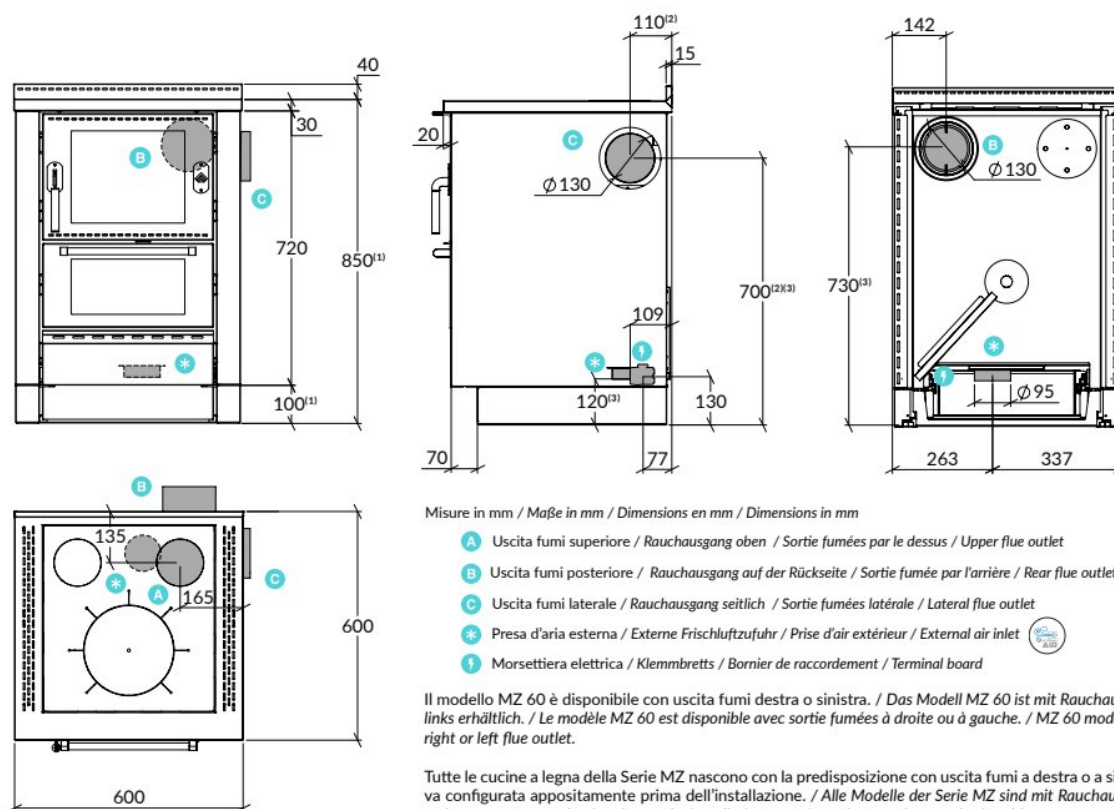 40
30
B
C
720
850(1)
*
100(1)
110(2)
15
20
C
Ø130
700(2)(3)
109
*
120(3)
130
70
77
142
B
Ø130
730(3)
*
Ø95
263
337
B
135
*
A
165
C
600
600
Misure in mm / Maße in mm / Dimensions en mm / Dimensions in mm
A Uscita fumi superiore / Rauchausgang oben / Sortie fumées par le dessus / Upper flue outlet
B Uscita fumi posteriore / Rauchausgang auf der Rückseite / Sortie fumée par l'arrière / Rear flue outlet
C Uscita fumi laterale / Rauchausgang seitlich / Sortie fumées latérale / Lateral flue outlet
* Presa d'aria esterna / Externe Frischluftzufuhr / Prise d'air extérieur / External air inlet
Morsettiera elettrica / Klemmbretts / Bornier de raccordement / Terminal board
Il modello MZ 60 è disponibile con uscita fumi destra o sinistra. / Das Modell MZ 60 ist mit Rauchau
links erhältlich. / Le modèle MZ 60 est disponible avec sortie fumées à droite ou à gauche. / MZ 60 mod
right or left flue outlet.
Tutte le cucine a legna della Serie MZ nascono con la predisposizione con uscita fumi a destra o a si
va configurata appositamente prima dell'installazione. / Alle Modelle der Serie MZ sind mit Rauchau